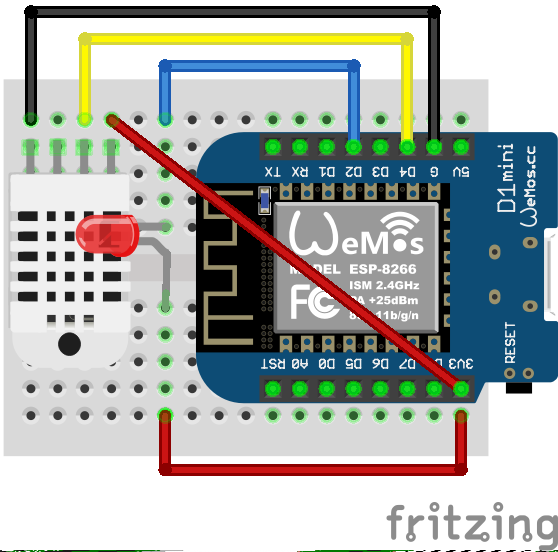 TX RX D1 D2 D3 D4 G 5V
D1 mini
WeMos.cc
WeMos
MODEL ESP-8266
ISM 2.4GHz
PA +25dBm
802.11b/g/n
FC
RST A0 D0 D5 D6 D7 3V3
RESET
fritzing